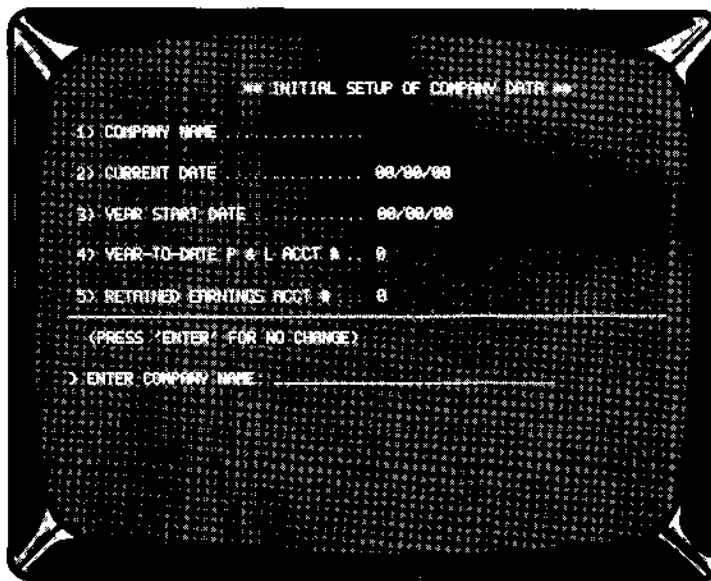 ** INITIAL SETUP OF COMPANY DATA **
1) COMPANY NAME ...............
2) CURRENT DATE ................ 00/00/00
3) YEAR START DATE ............ 00/00/00
4) YEAR-TO-DATE P & L ACCT # .. 0
5) RETAINED EARNINGS ACCT # ... 0
(PRESS 'ENTER' FOR NO CHANGE)
) ENTER COMPANY NAME: